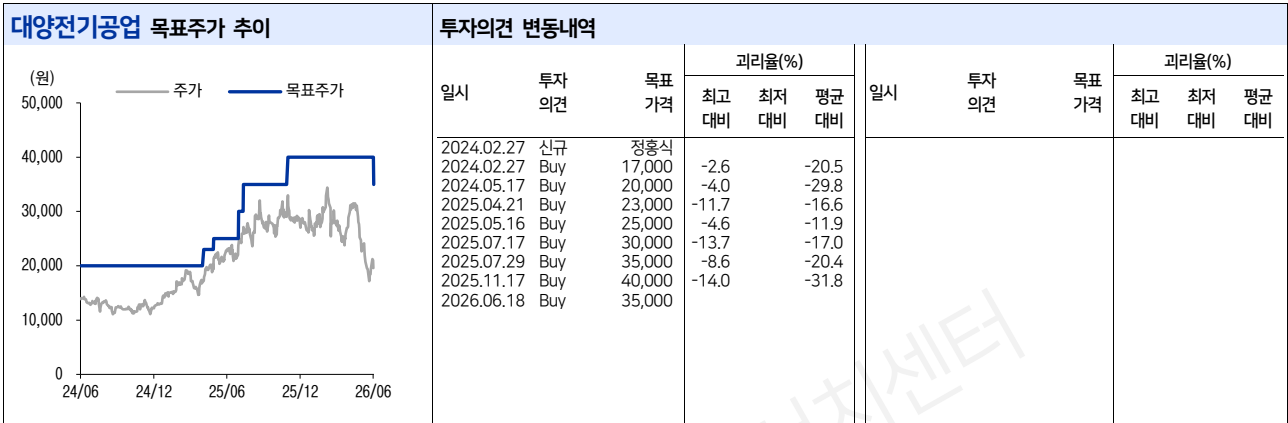 대양전기공업 목표주가 추이
(원)
주가
목표주가
50,000
40,000
30,000
20,000
10,000
0
24/06 24/12 25/06 25/12 26/06
투자의견 변동내역
일시 투자의견 목표가격 괴리율(%)
최고대비 최저대비 평균대비
2024.02.27 신규 정홍식
2024.02.27 Buy 17,000 -2.6 -20.5
2024.05.17 Buy 20,000 -4.0 -29.8
2025.04.21 Buy 23,000 -11.7 -16.6
2025.05.16 Buy 25,000 -4.6 -11.9
2025.07.17 Buy 30,000 -13.7 -17.0
2025.07.29 Buy 35,000 -8.6 -20.4
2025.11.17 Buy 40,000 -14.0 -31.8
2026.06.18 Buy 35,000
일시 투자의견 목표가격 괴리율(%)
최고대비 최저대비 평균대비
센터